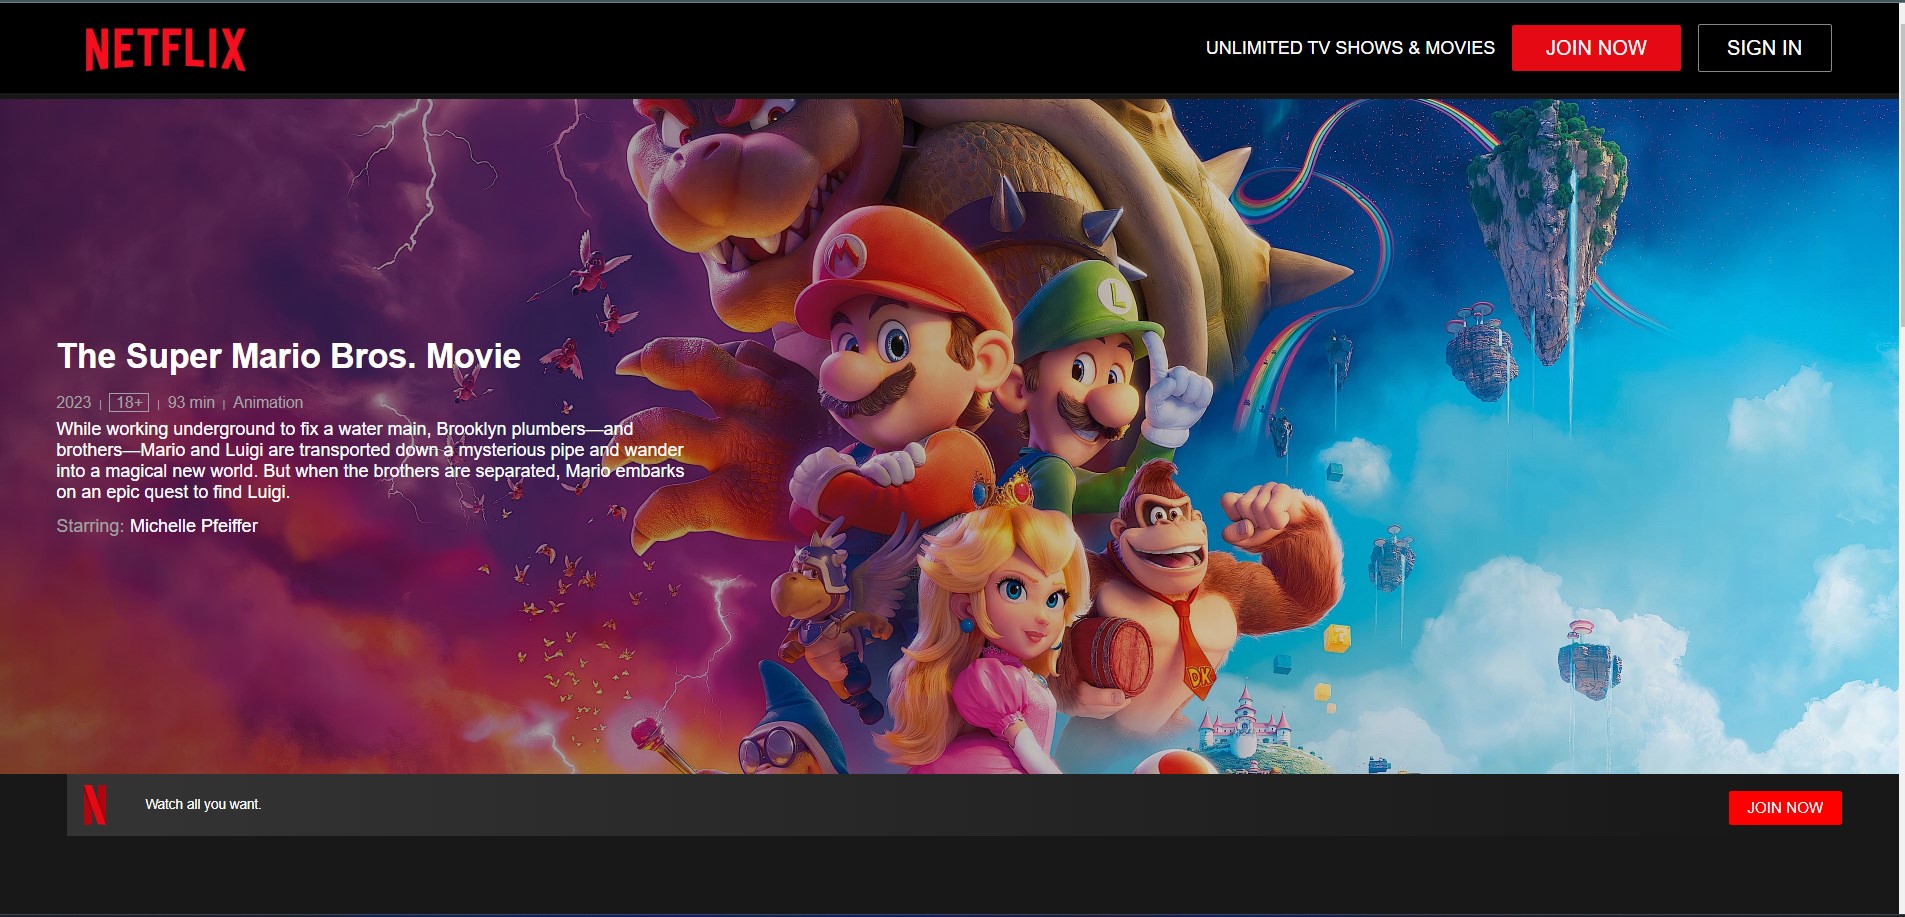 NETFLIX
UNLIMITED TV SHOWS & MOVIES
JOIN NOW
SIGN IN
M
L
The Super Mario Bros. Movie
2023 | 18+ | 93 min | Animation
While working underground to fix a water main, Brooklyn plumbers—and
brothers—Mario and Luigi are transported down a mysterious pipe and wander
into a magical new world. But when the brothers are separated, Mario embarks
on an epic quest to find Luigi.
Starring: Michelle Pfeiffer
DK
N
Watch all you want.
JOIN NOW